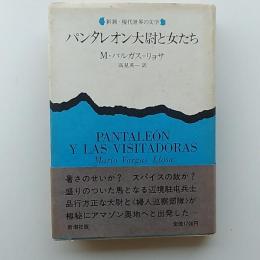 新潮・現代世界の文学
パンタレオン大尉と女たち
M・バルガス=リョサ
高見英一 訳
PANTALEÓN
Y LAS VISITADORAS
Mario Vargas Llosa
暑さのせいか? スパイスの故か?
盛りのついた馬となる辺境駐屯兵士
品行方正な大尉と《婦人巡察部隊》が
極秘にアマゾン奥地へと出発した…
新潮社版